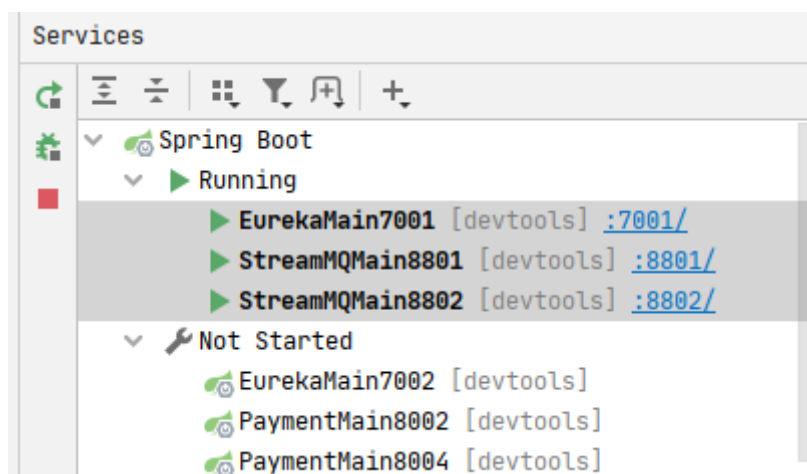 Services
Spring Boot
Running
EurekaMain7001 [devtools] :7001/
StreamMQMain8801 [devtools] :8801/
StreamMQMain8802 [devtools] :8802/
Not Started
EurekaMain7002 [devtools]
PaymentMain8002 [devtools]
PaymentMain8004 [devtools]